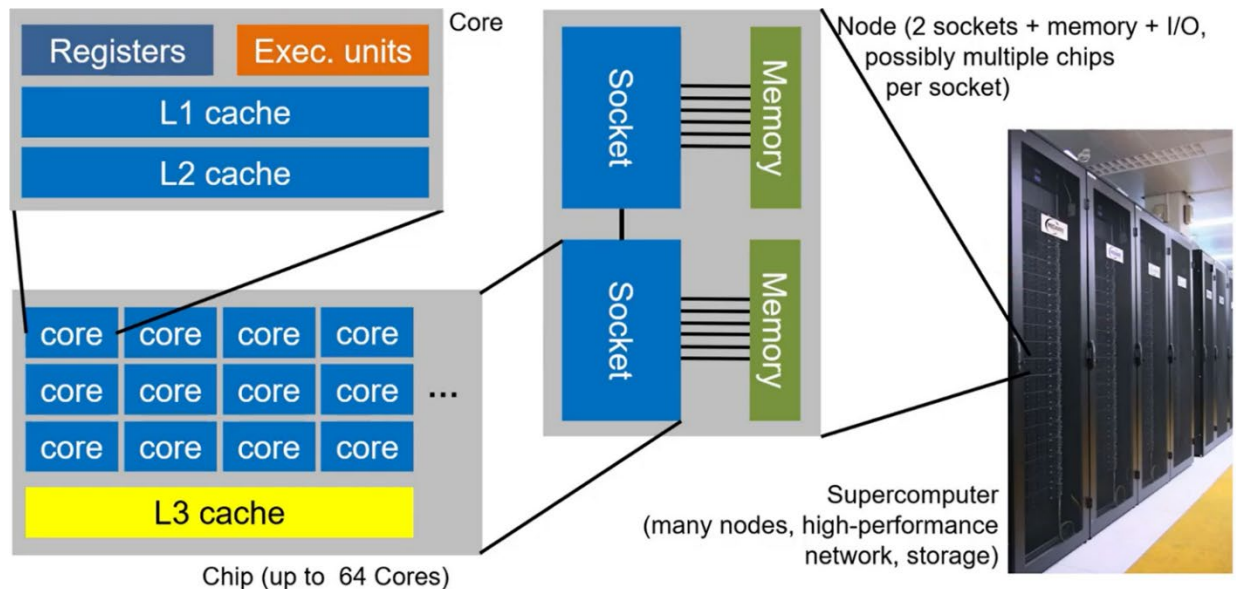 Core
Registers
Exec. units
L1 cache
L2 cache
core core core core
core core core core ...
core core core core
L3 cache
Chip (up to 64 Cores)
Socket
Memory
Socket
Memory
Node (2 sockets + memory + I/O,
possibly multiple chips
per socket)
Supercomputer
(many nodes, high-performance
network, storage)